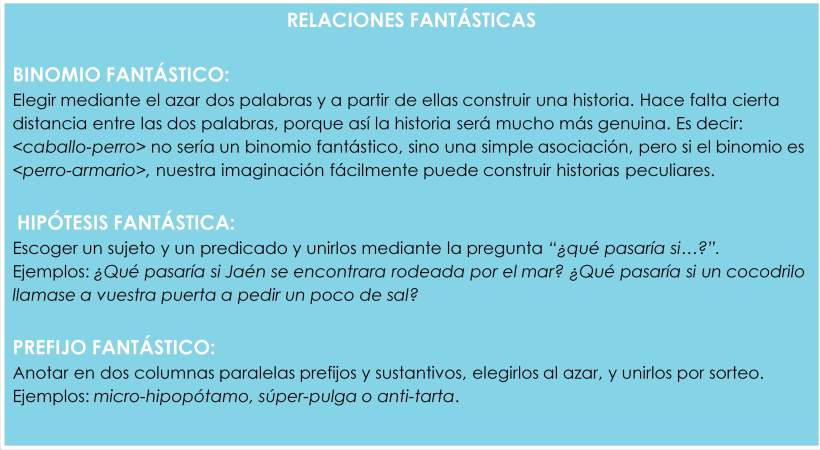 RELACIONES FANTÁSTICAS
BINOMIO FANTÁSTICO:
Elegir mediante el azar dos palabras y a partir de ellas construir una historia. Hace falta cierta
distancia entre las dos palabras, porque así la historia será mucho más genuina. Es decir:
<caballo-perro> no sería un binomio fantástico, sino una simple asociación, pero si el binomio es
<perro-armario>, nuestra imaginación fácilmente puede construir historias peculiares.
HIPÓTESIS FANTÁSTICA:
Escoger un sujeto y un predicado y unirlos mediante la pregunta “¿qué pasaría si…?”.
Ejemplos: ¿Qué pasaría si Jaén se encontrara rodeada por el mar? ¿Qué pasaría si un cocodrilo
llamase a vuestra puerta a pedir un poco de sal?
PREFIJO FANTÁSTICO:
Anotar en dos columnas paralelas prefijos y sustantivos, elegirlos al azar, y unirlos por sorteo.
Ejemplos: micro-hipopótamo, súper-pulga o anti-tarta.